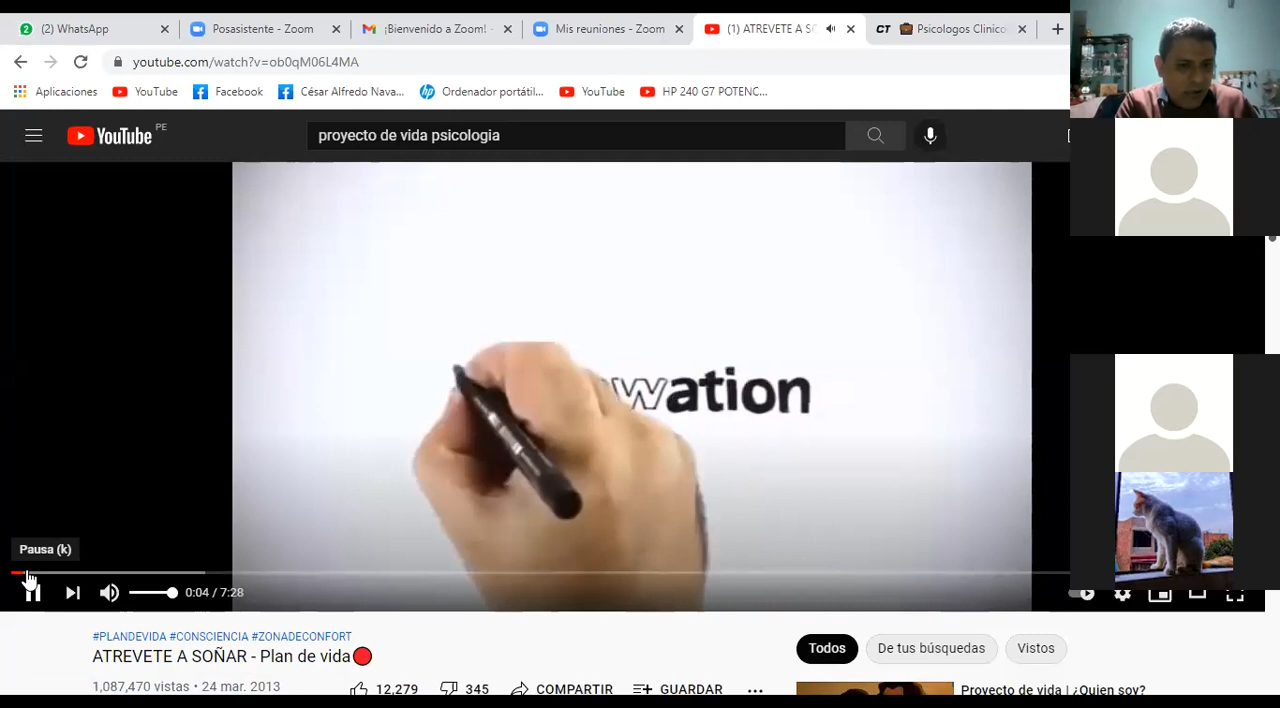 (2) WhatsApp
Posasistente - Zoom
¡Bienvenido a Zoom! -
Mis reuniones - Zoom
(1) ATREVETE A SO
CT
Psicologos Clinico
youtube.com/watch?v=ob0qM06L4MA
Aplicaciones
YouTube
Facebook
César Alfredo Nava...
Ordenador portátil...
YouTube
HP 240 G7 POTENC...
YouTube PE
proyecto de vida psicologia
wation
Pausa (k)
0:04 / 7:28
#PLANDEVIDA #CONSCIENCIA #ZONADECONFORT
ATREVETE A SOÑAR - Plan de vida
1,087,470 vistas • 24 mar. 2013
12,279
345
COMPARTIR
GUARDAR
Todos
De tus búsquedas
Vistos
Proyecto de vida | ¿Quien soy?